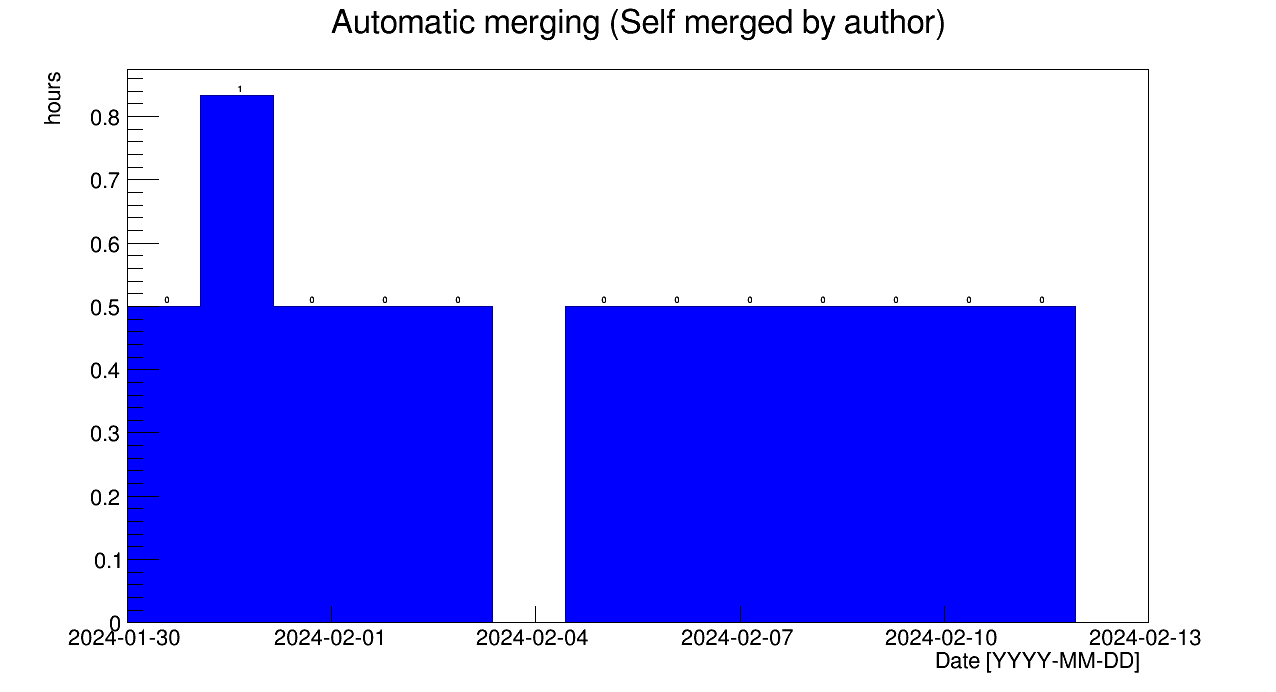 Automatic merging (Self merged by author)
hours
0.8
0.7
0.6
0.5
0.4
0.3
0.2
0.1
0
1
0 0 0 0 0 0 0 0 0 0 0
2024-01-30 2024-02-01 2024-02-04 2024-02-07 2024-02-10 2024-02-13
Date [YYYY-MM-DD]